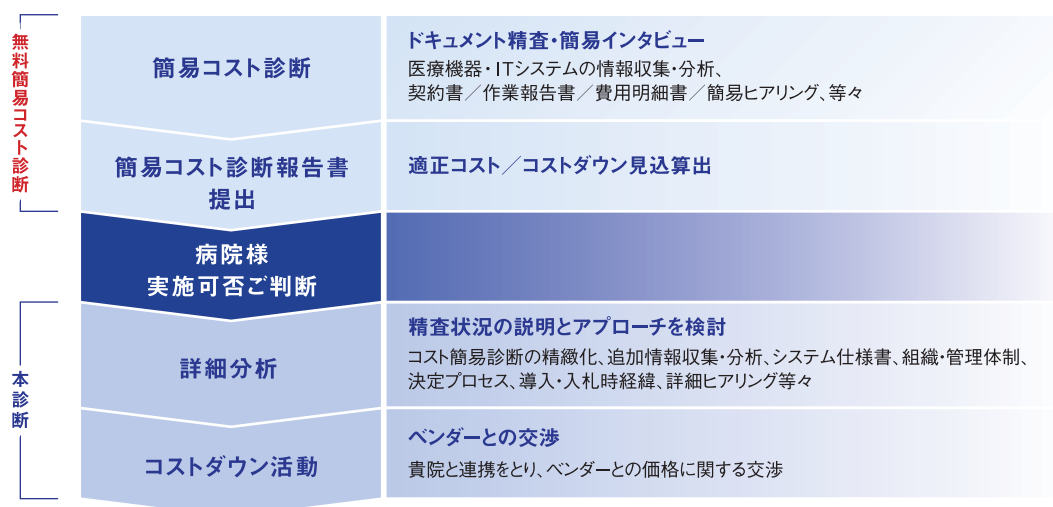 無料簡易コスト診断
簡易コスト診断
ドキュメント精査・簡易インタビュー
医療機器・ITシステムの情報収集・分析、
契約書／作業報告書／費用明細書／簡易ヒアリング、等々
簡易コスト診断報告書
提出
適正コスト／コストダウン見込算出
病院様
実施可否ご判断
本診断
詳細分析
精査状況の説明とアプローチを検討
コスト簡易診断の精緻化、追加情報収集・分析、システム仕様書、組織・管理体制、
決定プロセス、導入・入札時経緯、詳細ヒアリング等々
コストダウン活動
ベンダーとの交渉
貴院と連携をとり、ベンダーとの価格に関する交渉